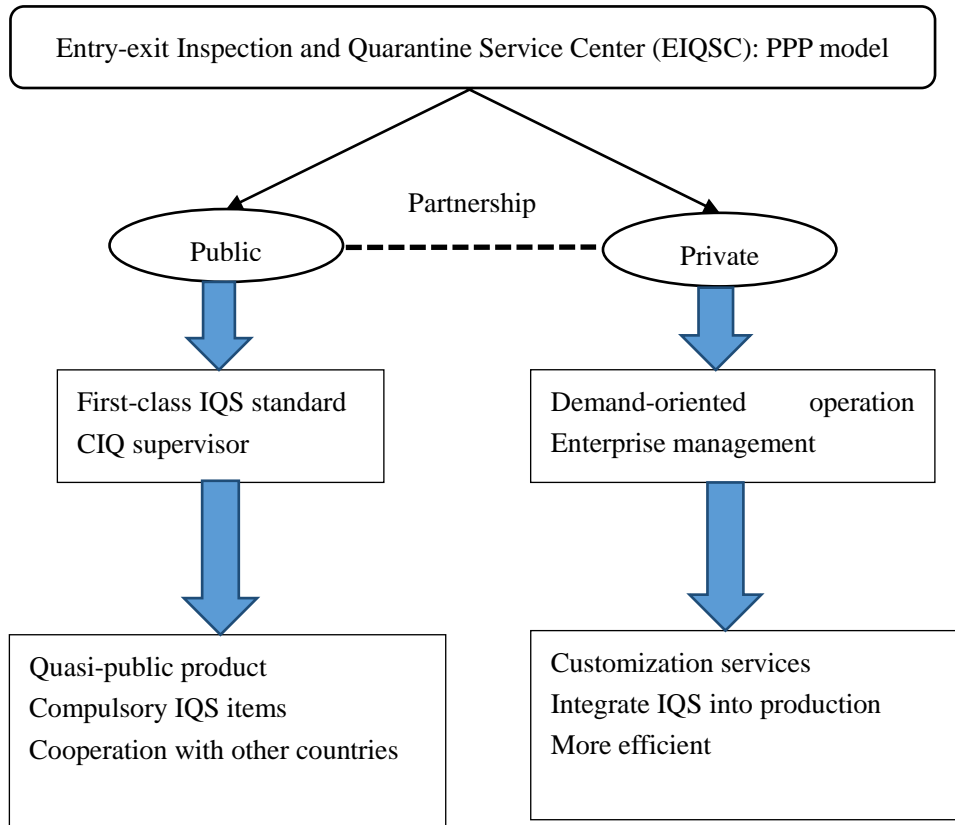 Entry-exit Inspection and Quarantine Service Center (EIQSC): PPP model
Partnership
Public
Private
First-class IQS standard
CIQ supervisor
Demand-oriented operation
Enterprise management
Quasi-public product
Compulsory IQS items
Cooperation with other countries
Customization services
Integrate IQS into production
More efficient